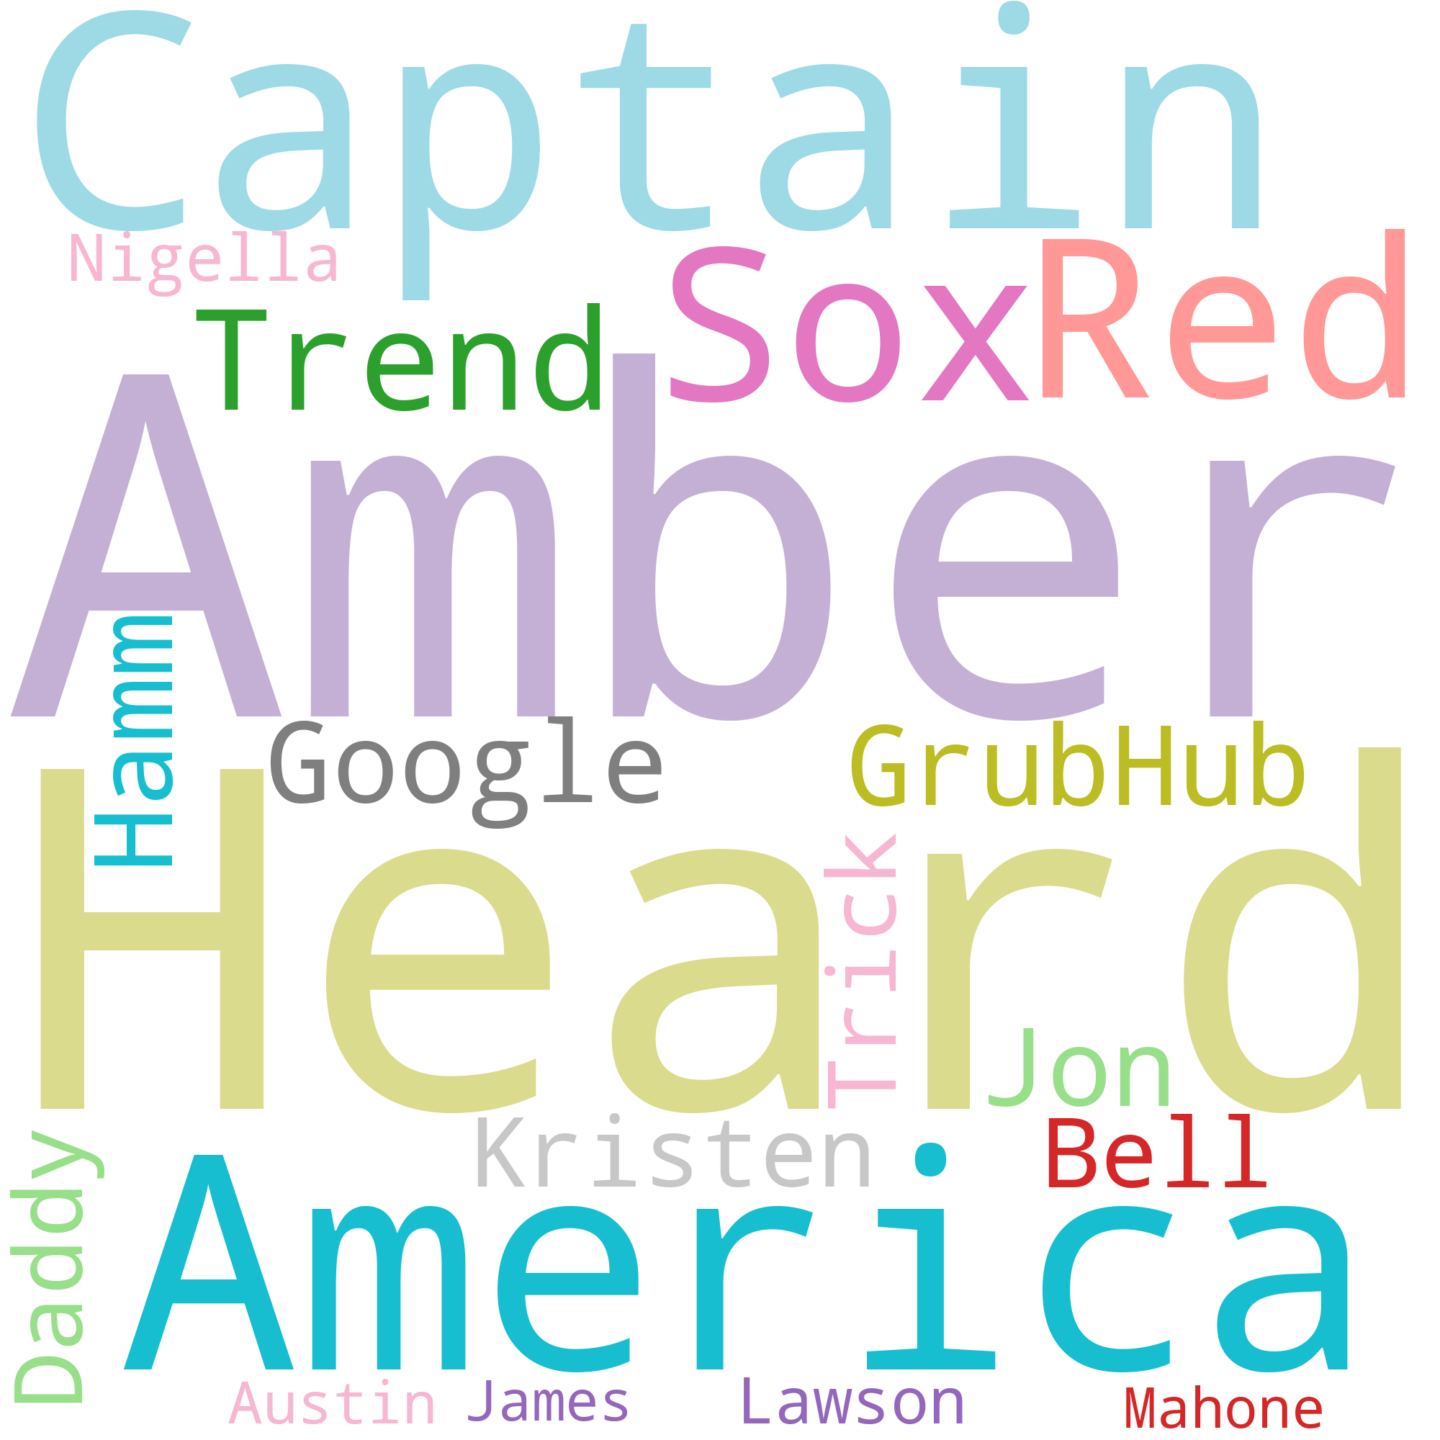 Captain
Nigella
Sox
Red
Trend
Amber
Hamm
Google
GrubHub
Heard
Trick
Jon
Kristen
Bell
Daddy
America
Austin
James
Lawson
Mahone